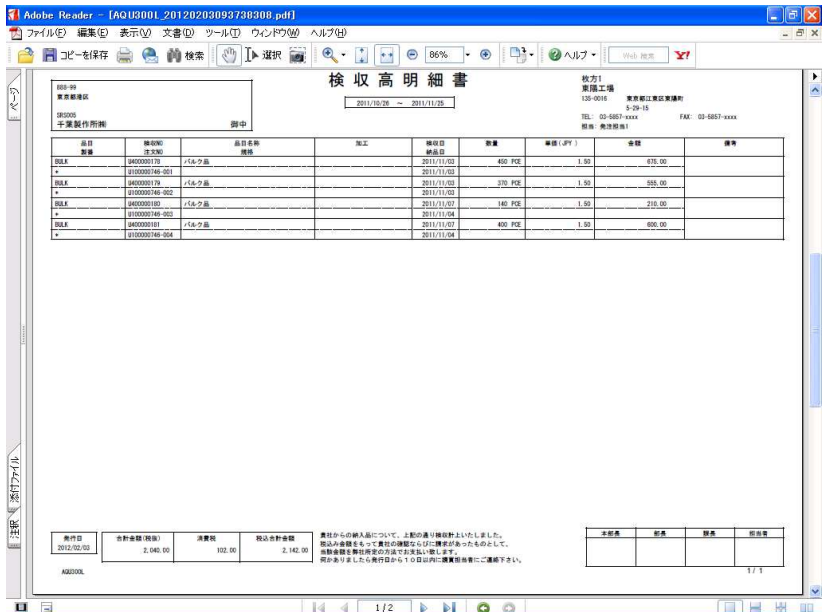 Adobe Reader - [AQU300L_20120203093738308.pdf]
ファイル(F) 編集(E) 表示(V) 文書(D) ツール(T) ウィンドウ(W) ヘルプ(H)
コピーを保存 検索 選択 86% ヘルプ Web 検索 Y!
ページ
検収高明細書
2011/10/26 ～ 2011/11/25
888-99
東京都港区
SRS005
千葉製作所㈱ 御中
枚方1
東陽工場
135-0016 東京都江東区東陽町
5-29-15
TEL: 03-5857-xxxx FAX: 03-5857-xxxx
担当: 発注担当1
品目 検収NO 品目名称 加工 検収日 数量 単価(JPY ) 金額 備考
製番 注文NO 規格 納品日
BULK U400000178 バルク品 2011/11/03 450 PCE 1.50 675.00
* U100000746-001 2011/11/03
BULK U400000179 バルク品 2011/11/03 370 PCE 1.50 555.00
* U100000746-002 2011/11/03
BULK U400000180 バルク品 2011/11/07 140 PCE 1.50 210.00
* U100000746-003 2011/11/04
BULK U400000181 バルク品 2011/11/07 400 PCE 1.50 600.00
* U100000746-004 2011/11/04
添付ファイル
注釈
発行日 合計金額(税抜) 消費税 税込合計金額
2012/02/03 2,040.00 102.00 2,142.00
貴社からの納入品について、上記の通り検収計上いたしました。
税込み金額をもって貴社の確認ならびに請求があったものとして、
当該金額を弊社所定の方法でお支払い致します。
何かありましたら発行日から10日以内に購買担当者にご連絡下さい。
本部長 部長 課長 担当者
AQU300L
1/ 1
1/2